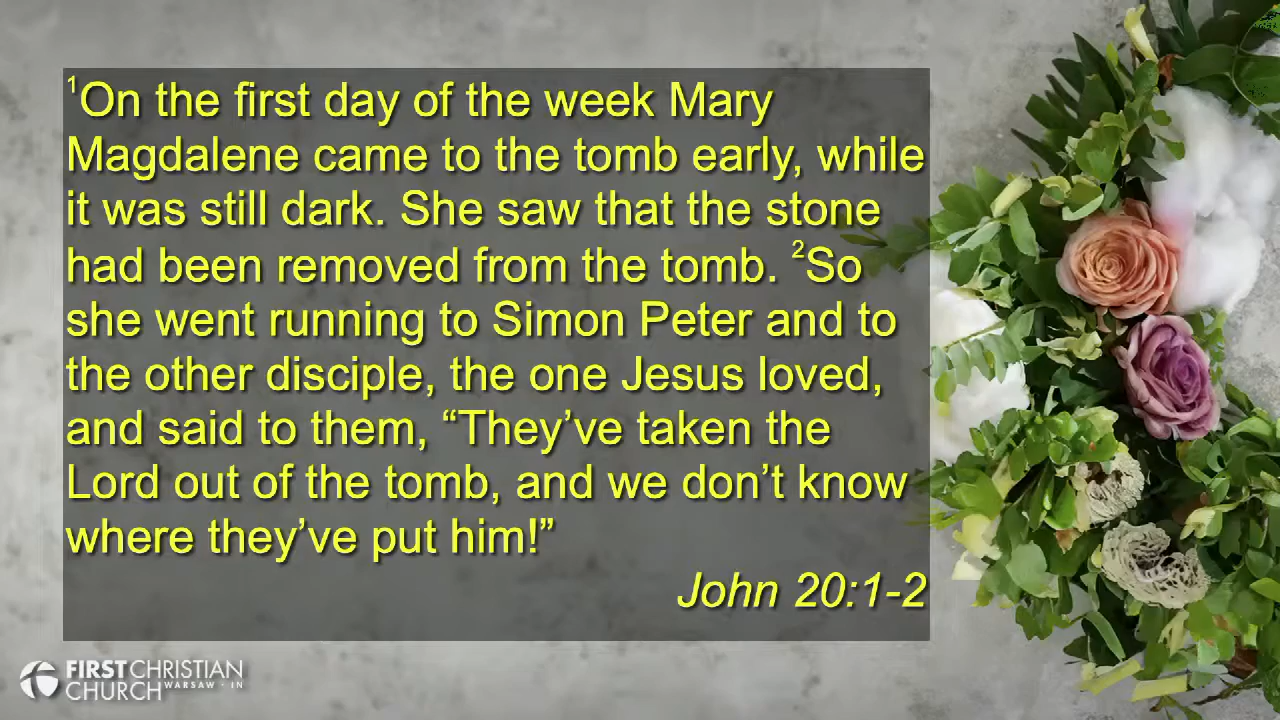 ¹On the first day of the week Mary
Magdalene came to the tomb early, while
it was still dark. She saw that the stone
had been removed from the tomb. ²So
she went running to Simon Peter and to
the other disciple, the one Jesus loved,
and said to them, “They’ve taken the
Lord out of the tomb, and we don’t know
where they’ve put him!”
John 20:1-2
FIRST CHRISTIAN
CHURCH WARSAW · IN